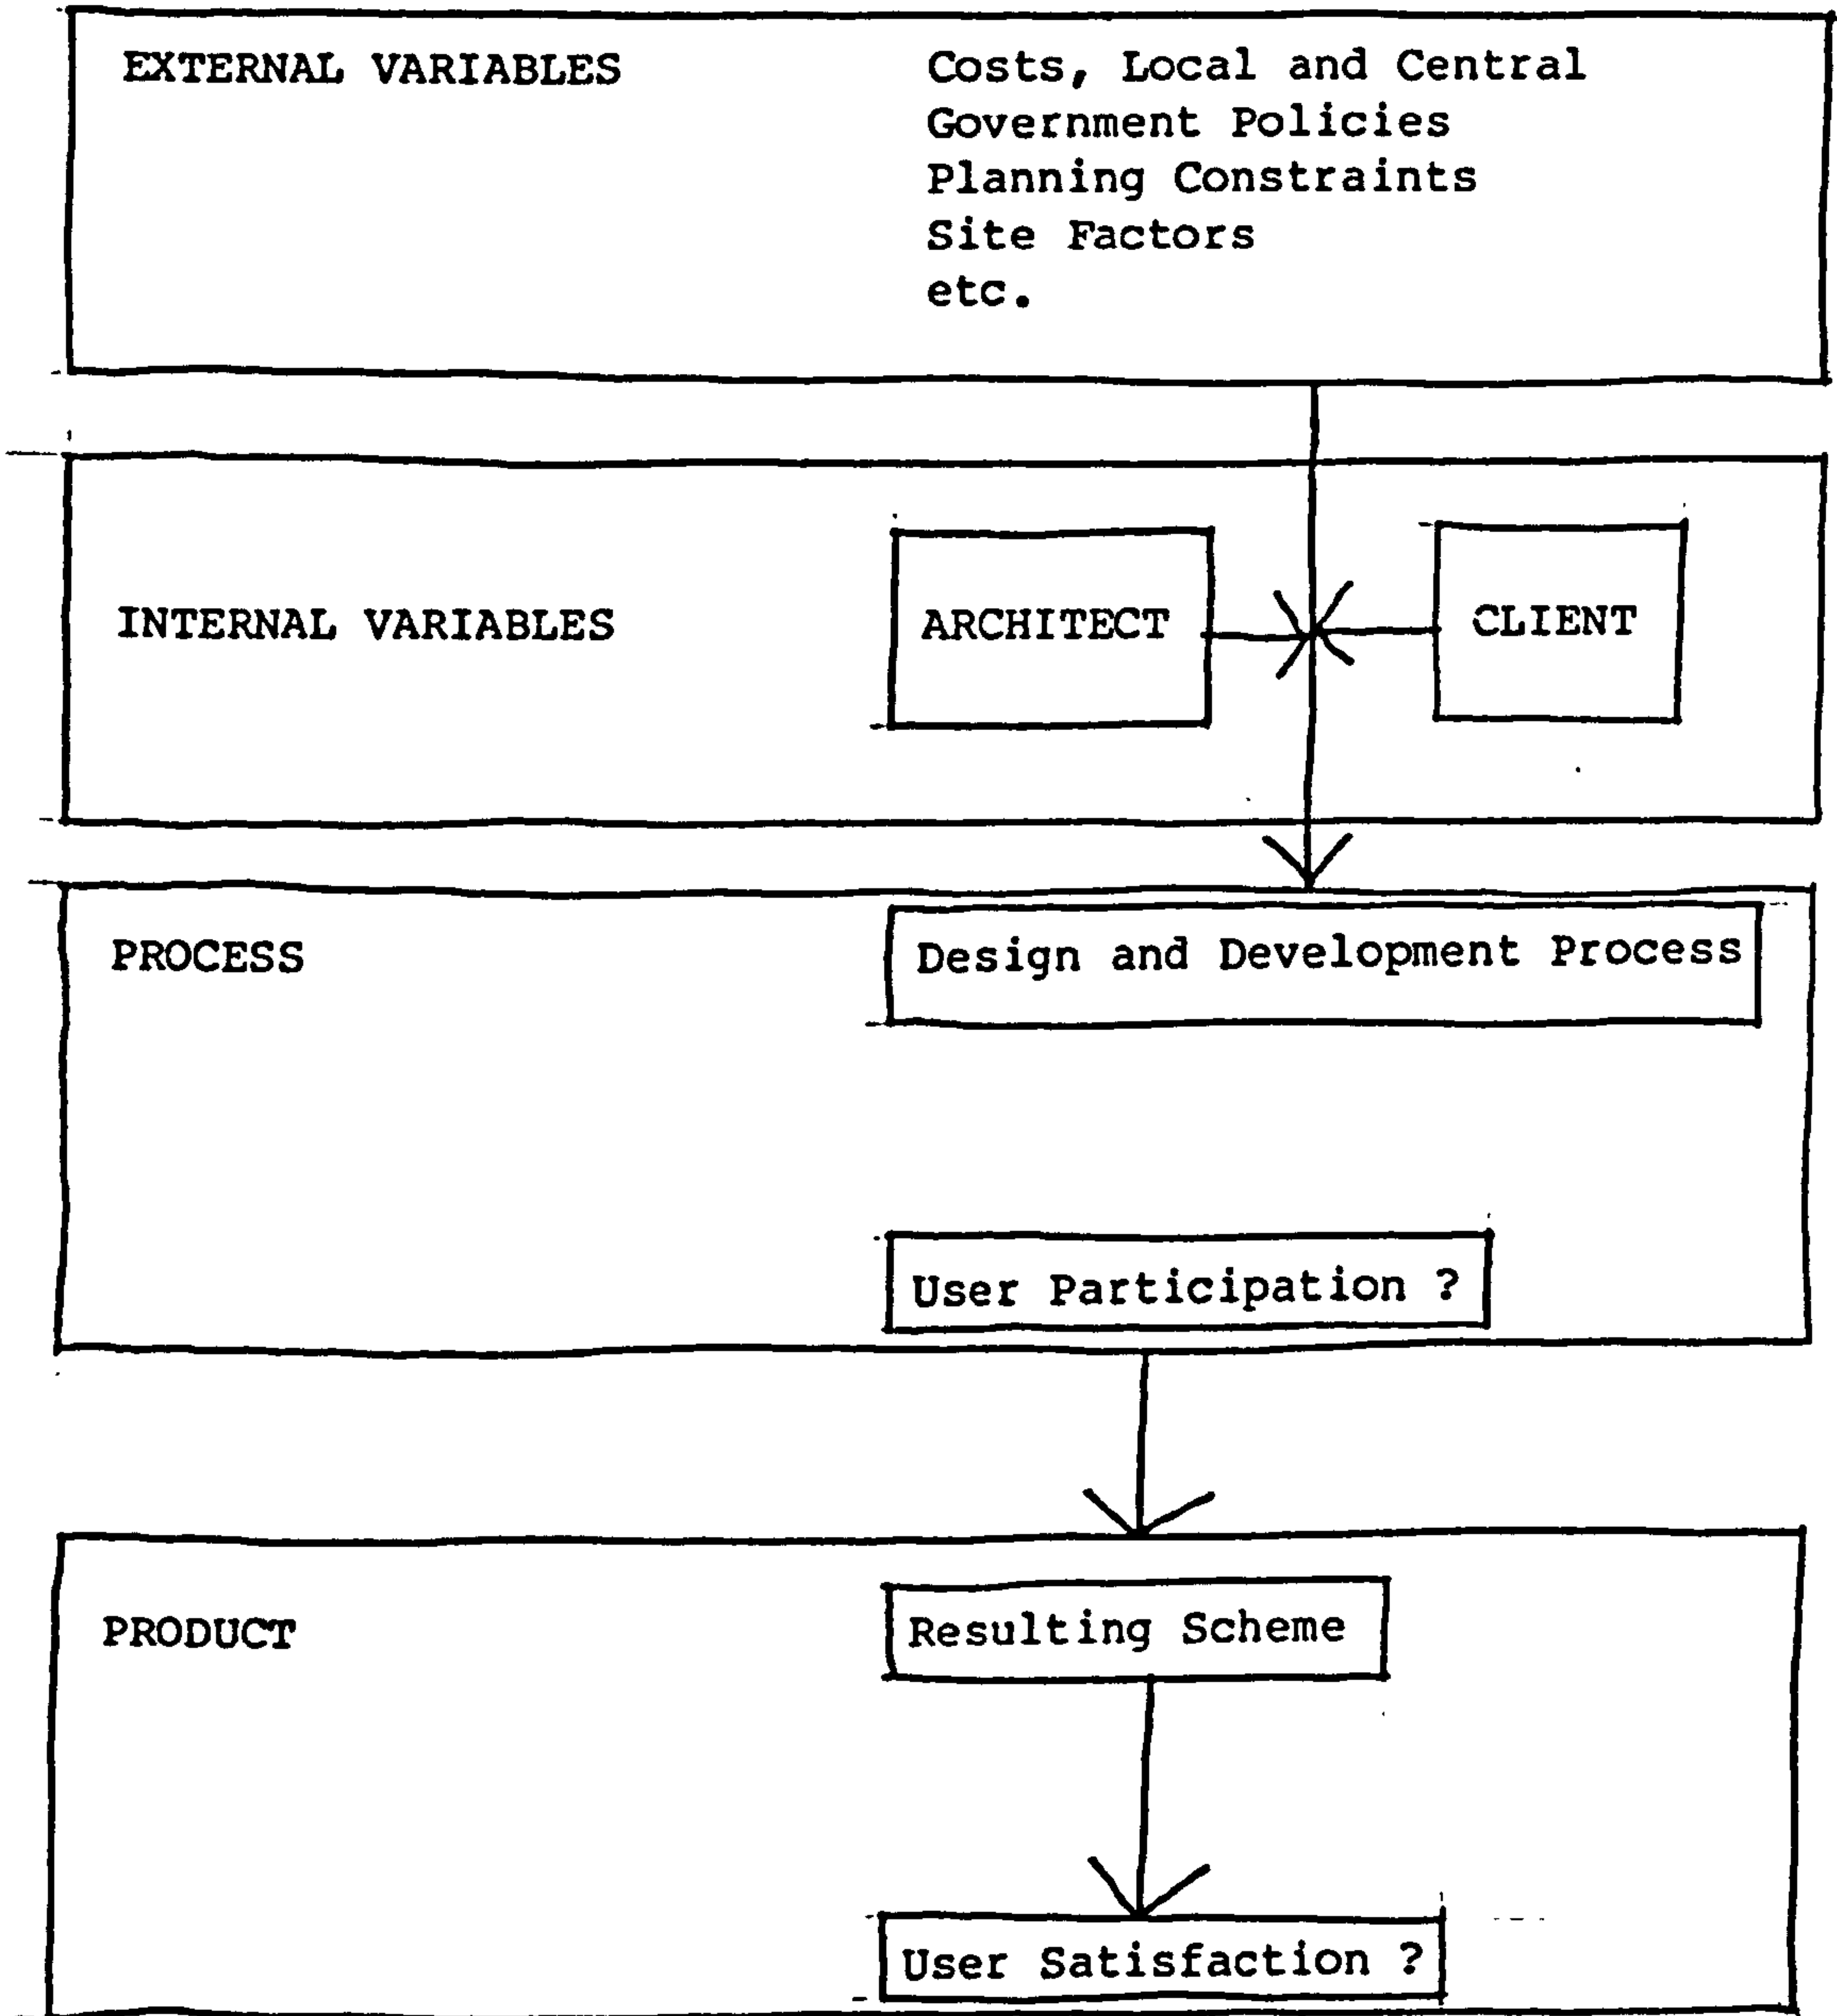 EXTERNAL VARIABLES
Costs, Local and Central
Government Policies
Planning Constraints
Site Factors
etc.
INTERNAL VARIABLES
ARCHITECT
CLIENT
PROCESS
Design and Development Process
User Participation ?
PRODUCT
Resulting Scheme
User Satisfaction ?